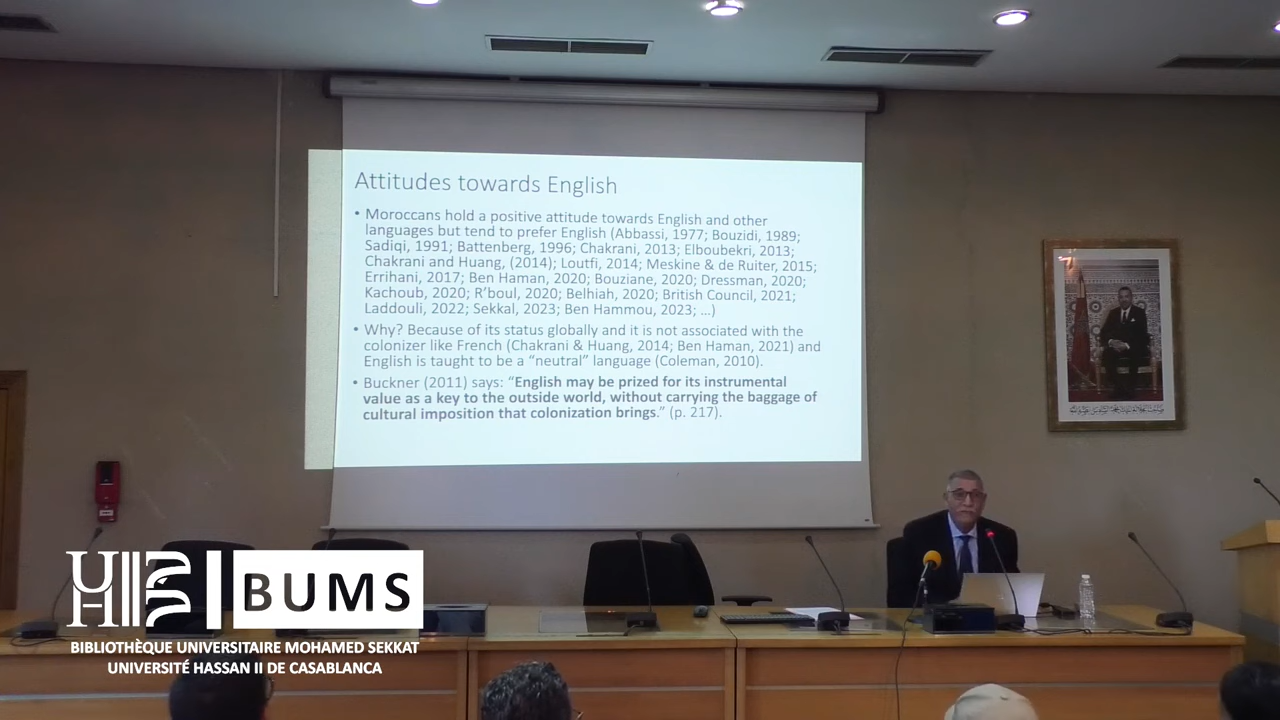 Attitudes towards English
• Moroccans hold a positive attitude towards English and other
languages but tend to prefer English (Abbassi, 1977; Bouzidi, 1989;
Sadiqi, 1991; Battenberg, 1996; Chakrani, 2013; Elboubekri, 2013;
Chakrani and Huang, (2014); Loutfi, 2014; Meskine & de Ruiter, 2015;
Errihani, 2017; Ben Haman, 2020; Bouziane, 2020; Dressman, 2020;
Kachoub, 2020; R'boul, 2020; Belhiah, 2020; British Council, 2021;
Laddouli, 2022; Sekkal, 2023; Ben Hammou, 2023; ...)
• Why? Because of its status globally and it is not associated with the
colonizer like French (Chakrani & Huang, 2014; Ben Haman, 2021) and
English is taught to be a “neutral” language (Coleman, 2010).
• Buckner (2011) says: “English may be prized for its instrumental
value as a key to the outside world, without carrying the baggage of
cultural imposition that colonization brings.” (p. 217).
BUMS
BIBLIOTHÈQUE UNIVERSITAIRE MOHAMED SEKKAT
UNIVERSITÉ HASSAN II DE CASABLANCA